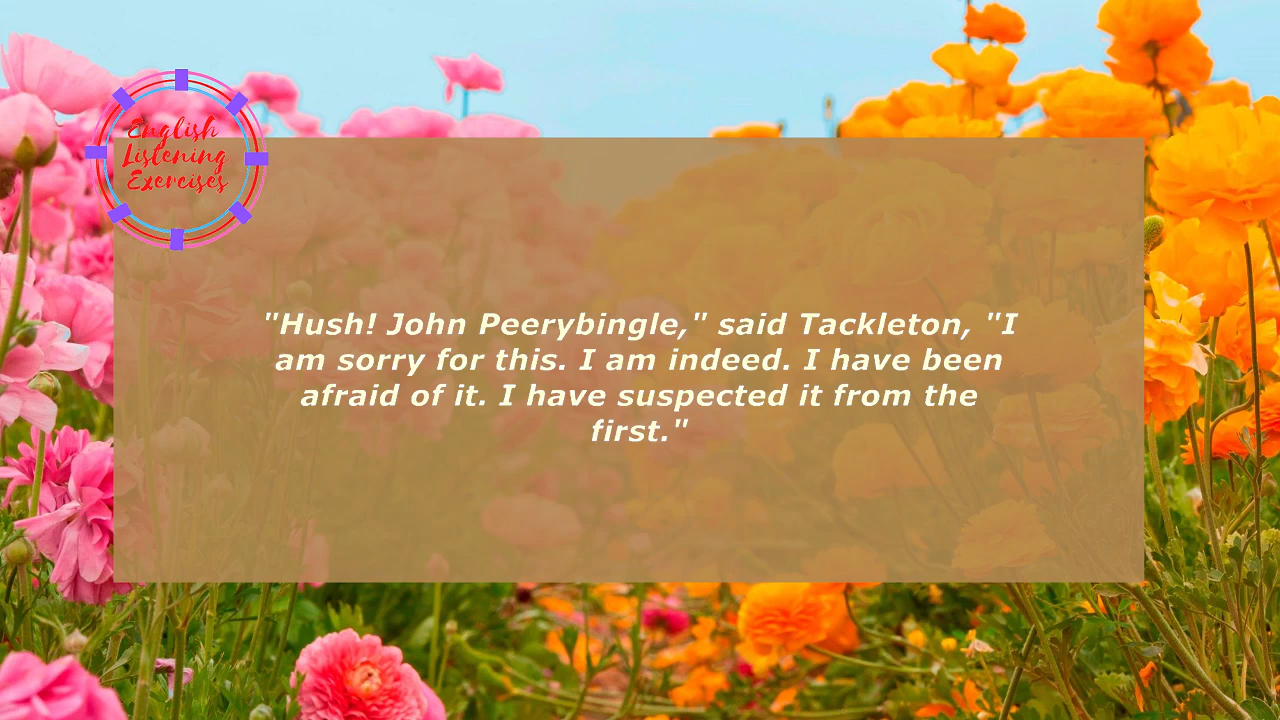 English
Listening
Exercises
"Hush! John Peerybingle," said Tackleton, "I
am sorry for this. I am indeed. I have been
afraid of it. I have suspected it from the
first."